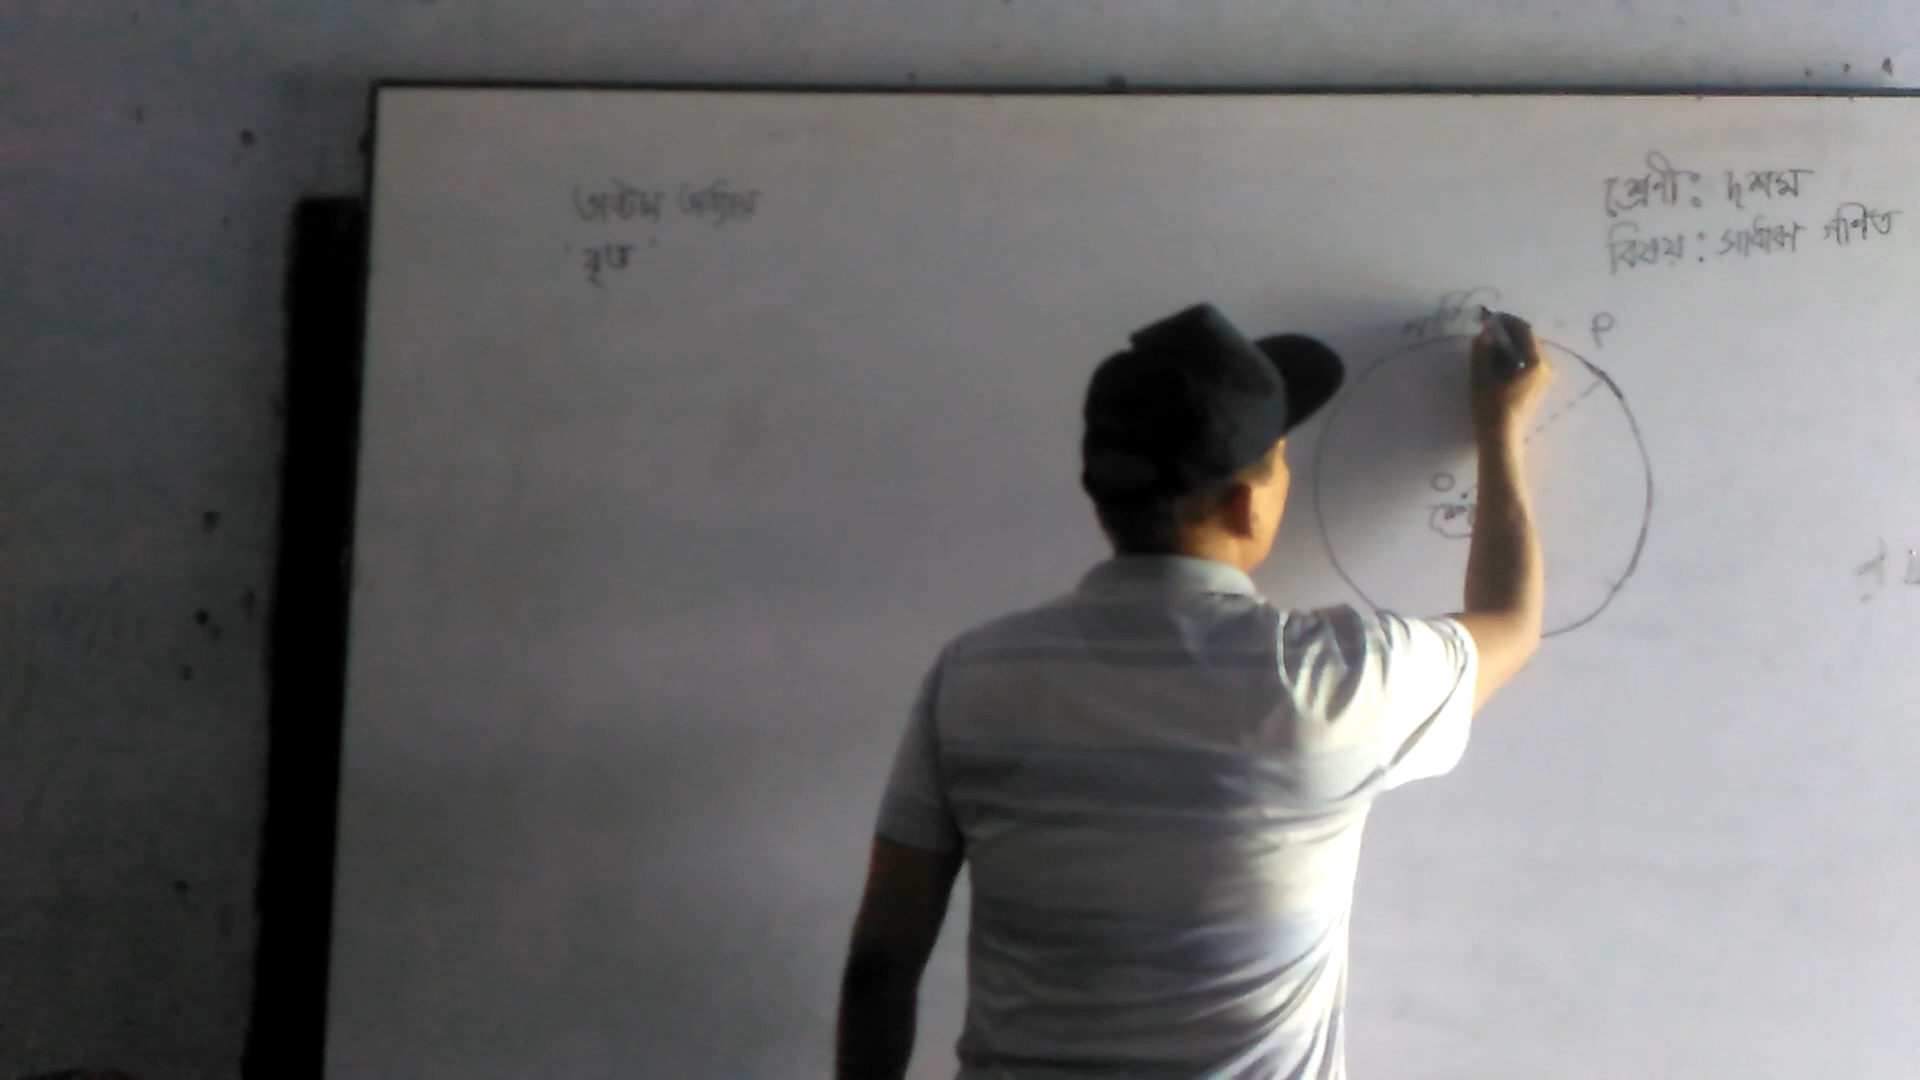 অষ্টম অধ্যায়
'বৃত্ত'
শ্রেণী: দশম
বিষয়: সাধারণ গণিত
P
O